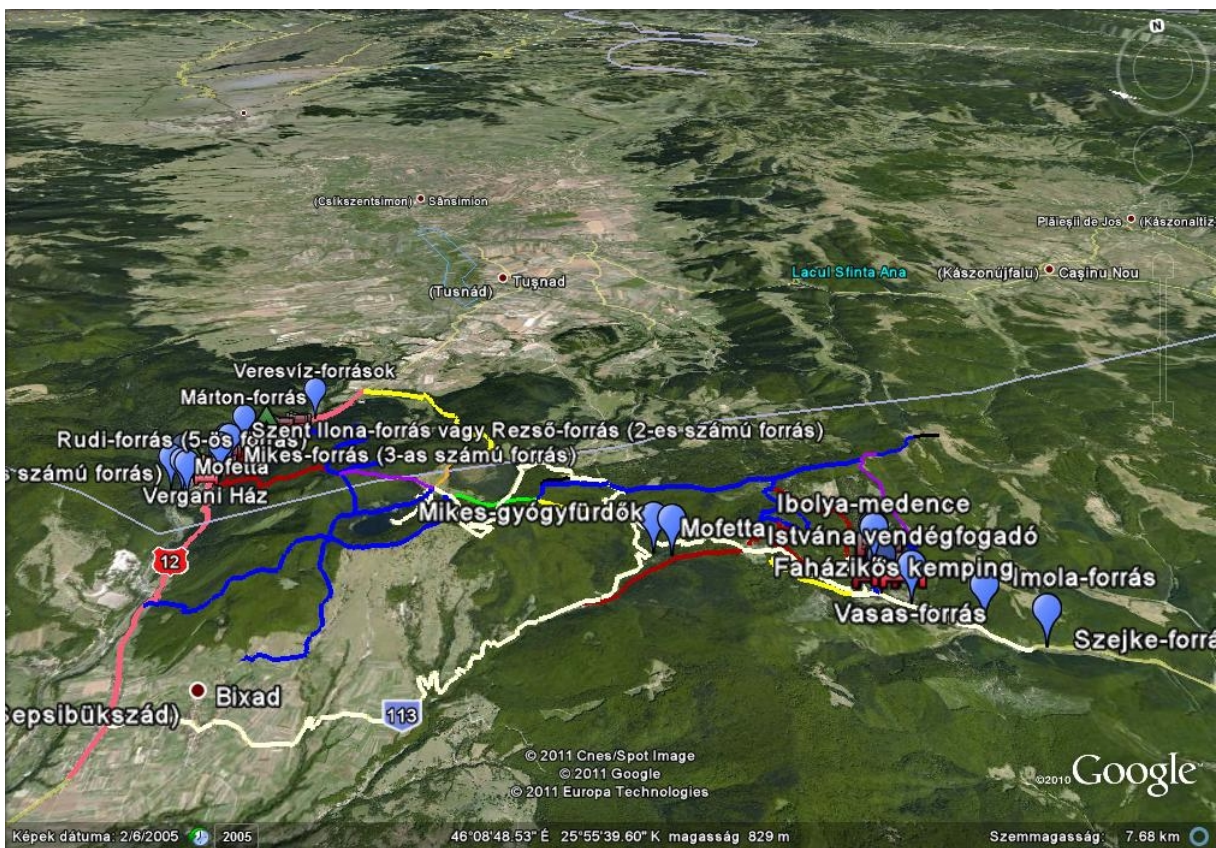 N
(Csíkszentsimon) Sânsimion
Plăieșii de Jos (Kászonaltíz
Lacul Sfinta Ana
(Kászonújfalu) Cașinu Nou
(Tusnád) Tușnad
Veresvíz-források
Márton-forrás
Szent Ilona-forrás vagy Rezső-forrás (2-es számú forrás)
Rudi-forrás (5-ös forrás)
Mikes-forrás (3-as számú forrás)
s számú forrás) Mofetta
Vergani Ház
Ibolya-medence
Mikes-gyógyfürdők
Mofetta
Istvána vendégfogadó
12
Faházikós kemping
Imola-forrás
Vasas-forrás
Szejke-forrá
Bixad
Sepsibükszád)
113
© 2011 Cnes/Spot Image
© 2011 Google
© 2011 Europa Technologies
©2010 Google
Képek dátuma: 2/6/2005 2005 46°08'48.53" É 25°55'39.60" K magasság 829 m Szemmagasság: 7.68 km